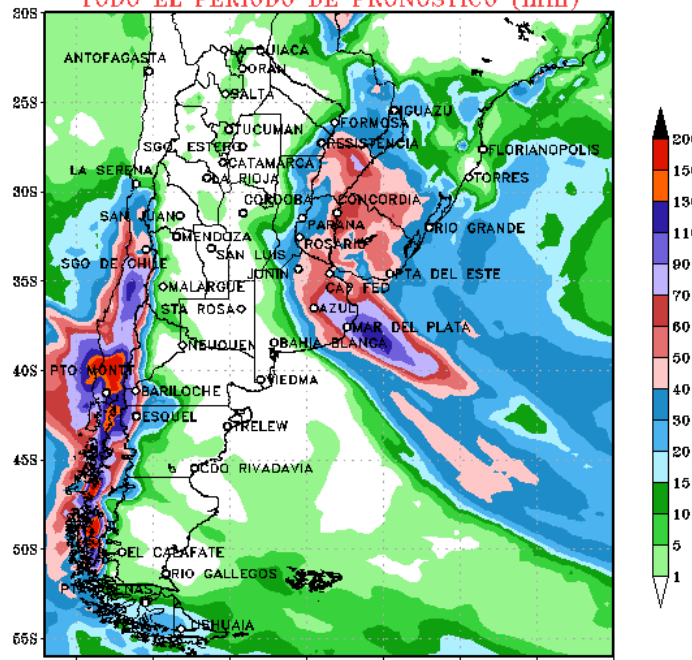 TODO EL PERIODO DE PRONOSTICO (mm)
30S
LA QUIACA
ANTOFAGASTA
ORAN
SALTA
25S
IGUAZU
FORMOSA
TUCUMAN
SGO ESTERO
RESISTENCIA
FLORIANOPOLIS
CATAMARCA
LA SERENA
LA RIOJA
TORRES
30S
CORDOBA
CONCORDIA
SAN JUAN
PARANA
RIO GRANDE
MENDOZA
ROSARIO
SAN LUIS
SGO DE CHILE
JUNIN
PTA DEL ESTE
35S
MALARGUE
CAP FED
STA ROSA
AZUL
MAR DEL PLATA
NEUQUEN
BAHIA BLANCA
PTO MONTT
40S
BARILOCHE
VIEDMA
ESQUEL
TRELEW
45S
CDO RIVADAVIA
50S
EL CALAFATE
RIO GALLEGOS
USHUAIA
55S
200
150
130
110
90
70
60
50
40
30
20
15
10
5
1